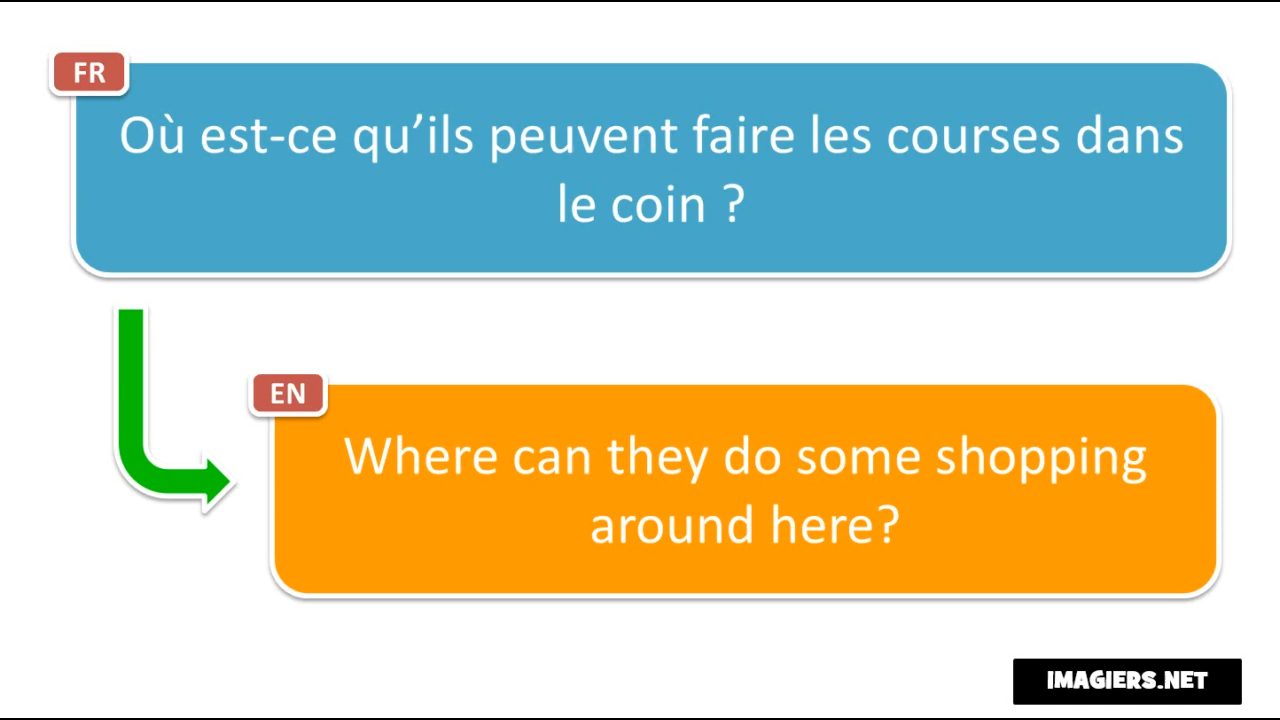 FR
Où est-ce qu’ils peuvent faire les courses dans
le coin ?
EN
Where can they do some shopping
around here?
IMAGIERS.NET